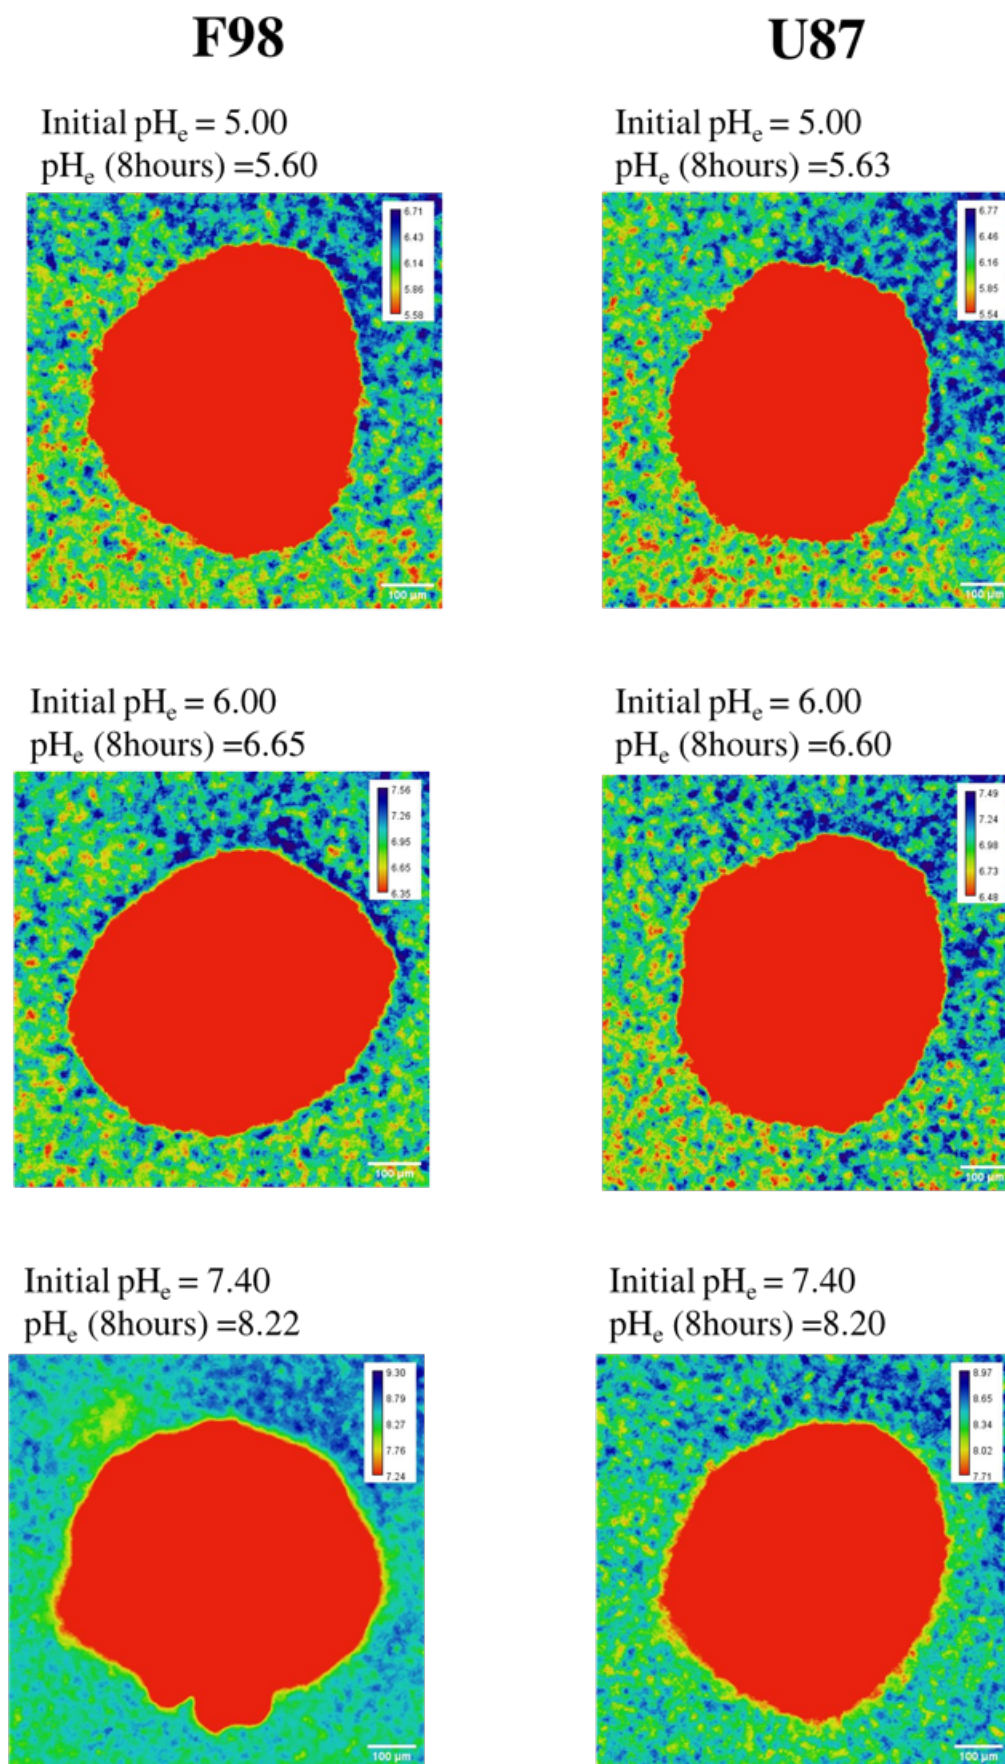 F98
U87
Initial pHe = 5.00
pHe (8hours) =5.60
6.71
6.43
6.14
5.86
5.58
100 µm
Initial pHe = 5.00
pHe (8hours) =5.63
6.77
6.46
6.16
5.85
5.54
100 µm
Initial pHe = 6.00
pHe (8hours) =6.65
7.56
7.26
6.95
6.65
6.35
100 µm
Initial pHe = 6.00
pHe (8hours) =6.60
7.49
7.24
6.98
6.73
6.48
100 µm
Initial pHe = 7.40
pHe (8hours) =8.22
9.30
8.79
8.27
7.76
7.24
100 µm
Initial pHe = 7.40
pHe (8hours) =8.20
8.97
8.65
8.34
8.02
7.71
100 µm